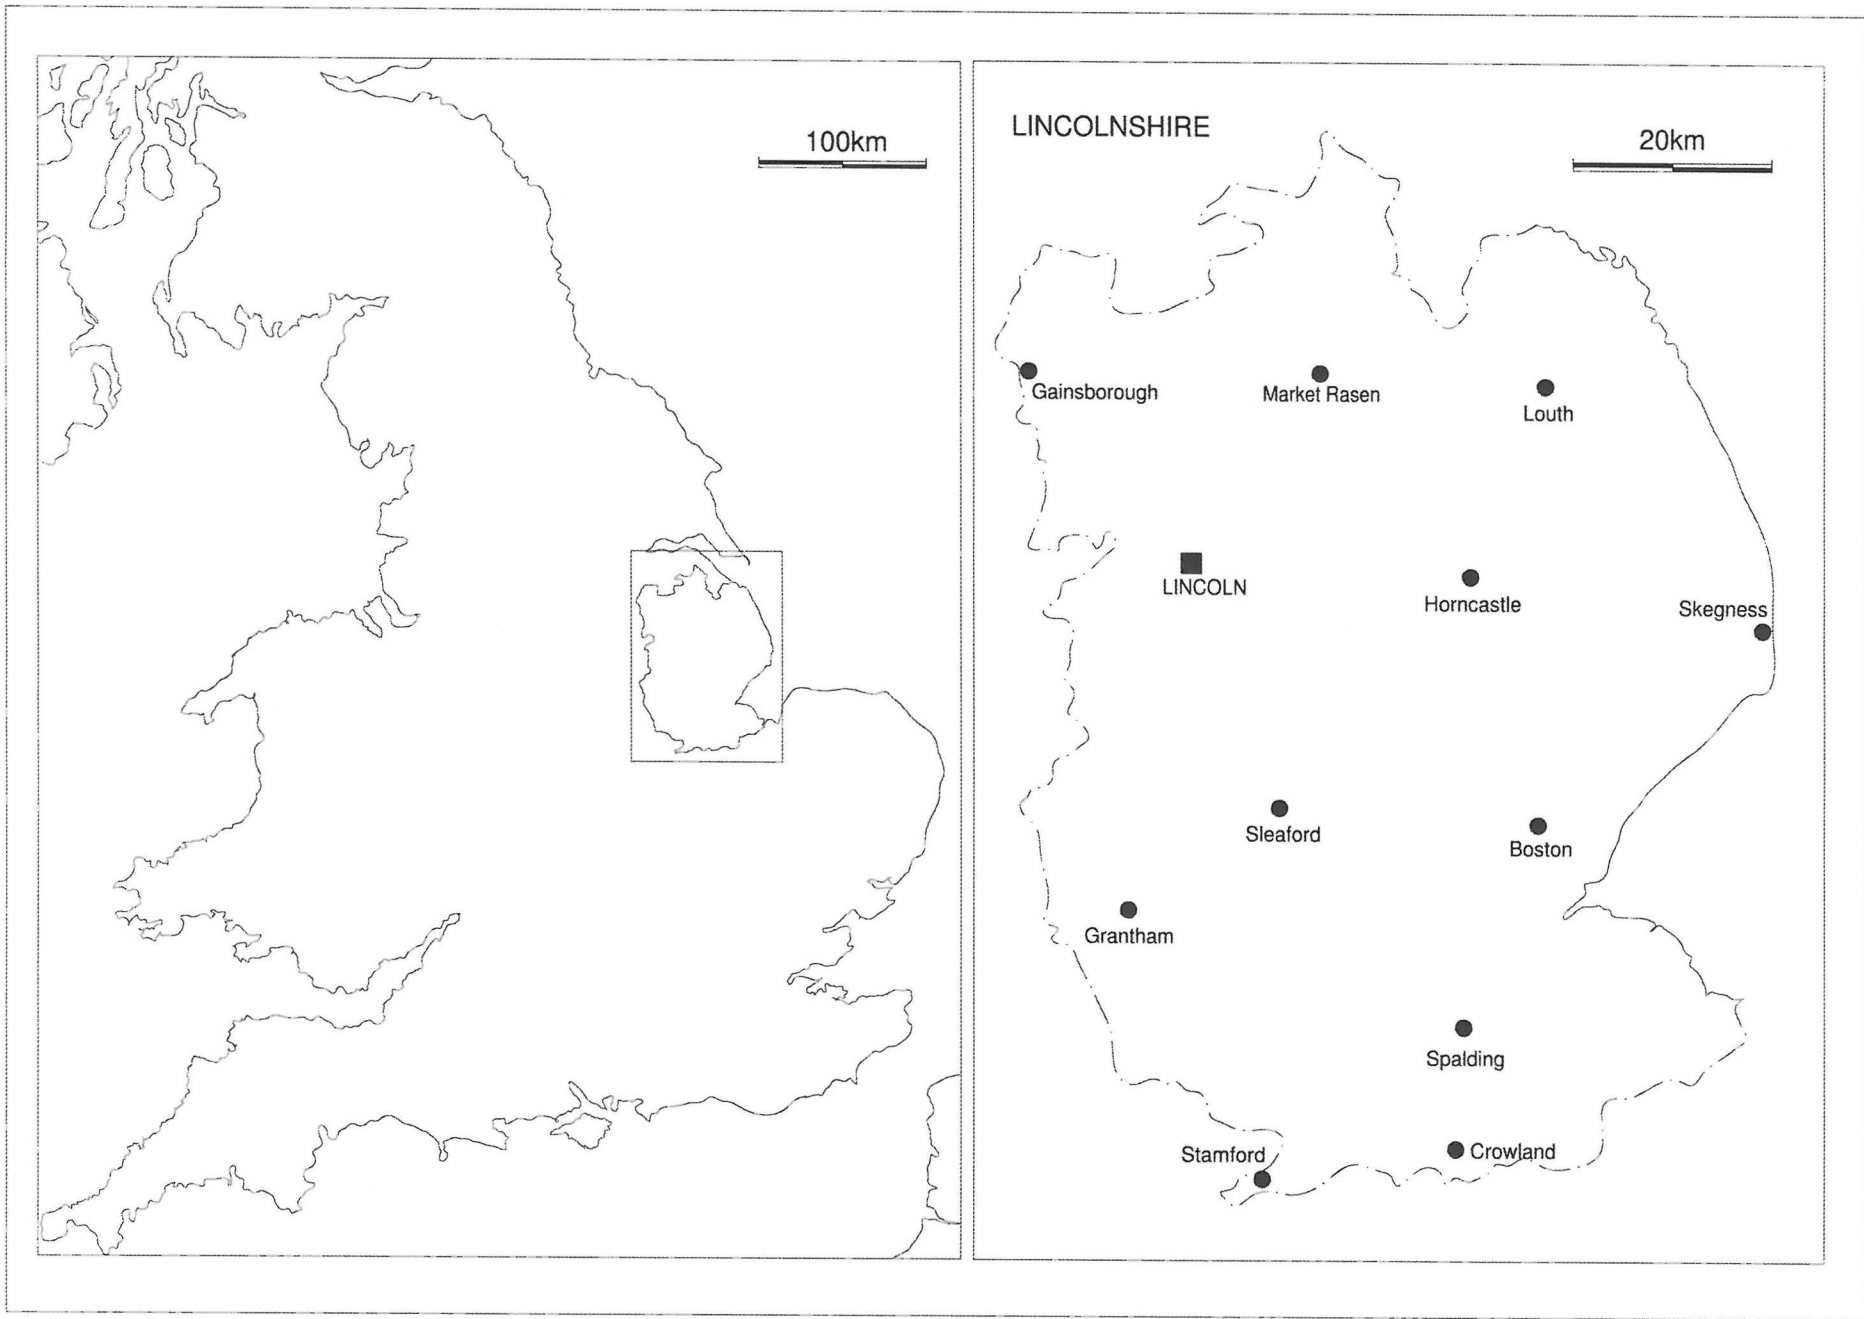 100km
LINCOLNSHIRE
20km
Gainsborough
Market Rasen
Louth
LINCOLN
Horncastle
Skegness
Sleaford
Boston
Grantham
Spalding
Stamford
Crowland